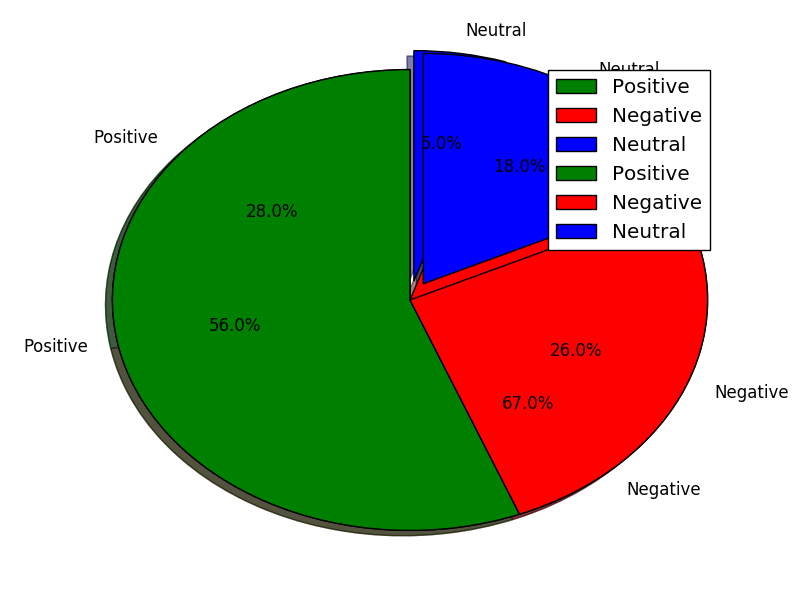 Neutral
Neutral
Positive
Negative
Neutral
Positive
Negative
Neutral
Positive
5.0%
18.0%
28.0%
56.0%
Positive
26.0%
Negative
67.0%
Negative